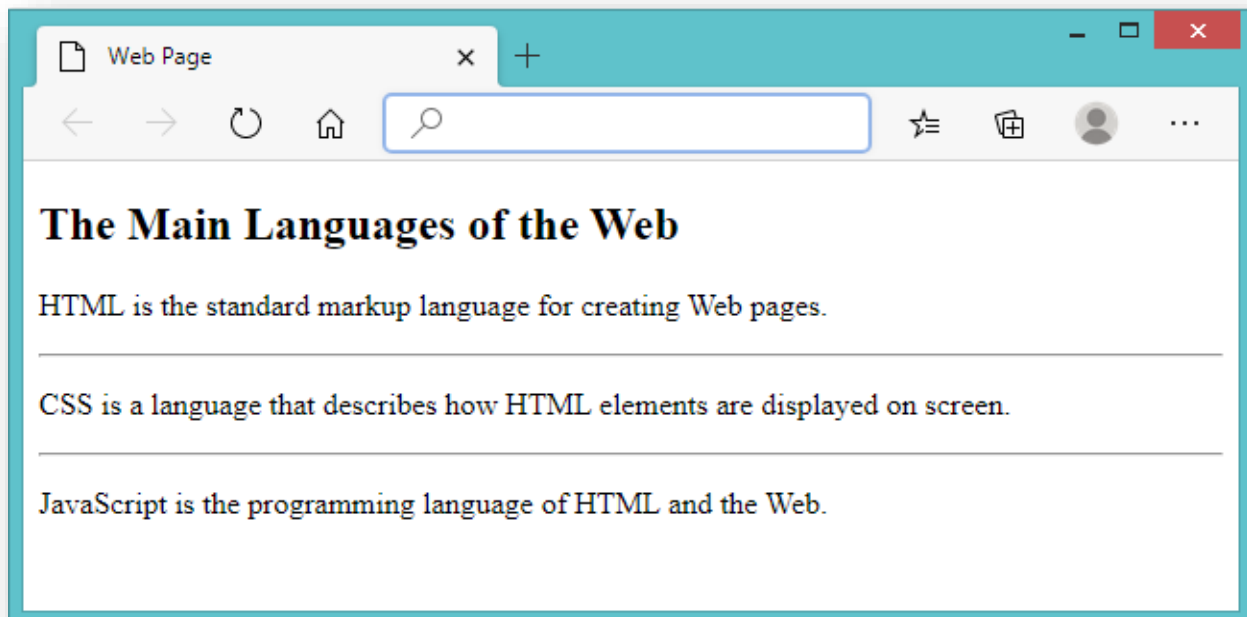 Web Page
The Main Languages of the Web
HTML is the standard markup language for creating Web pages.
CSS is a language that describes how HTML elements are displayed on screen.
JavaScript is the programming language of HTML and the Web.